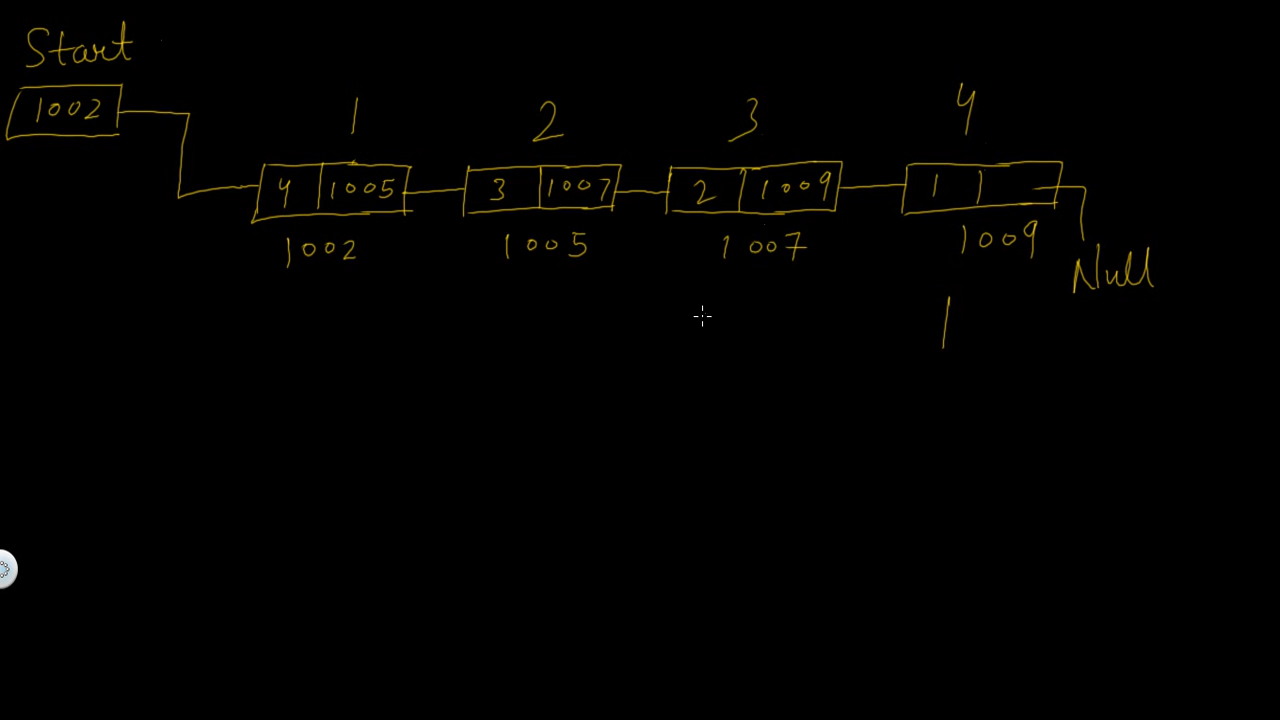 Start
1002
1 2 3 4
4 1005 3 1007 2 1009 1
1002 1005 1007 1009
Null
1